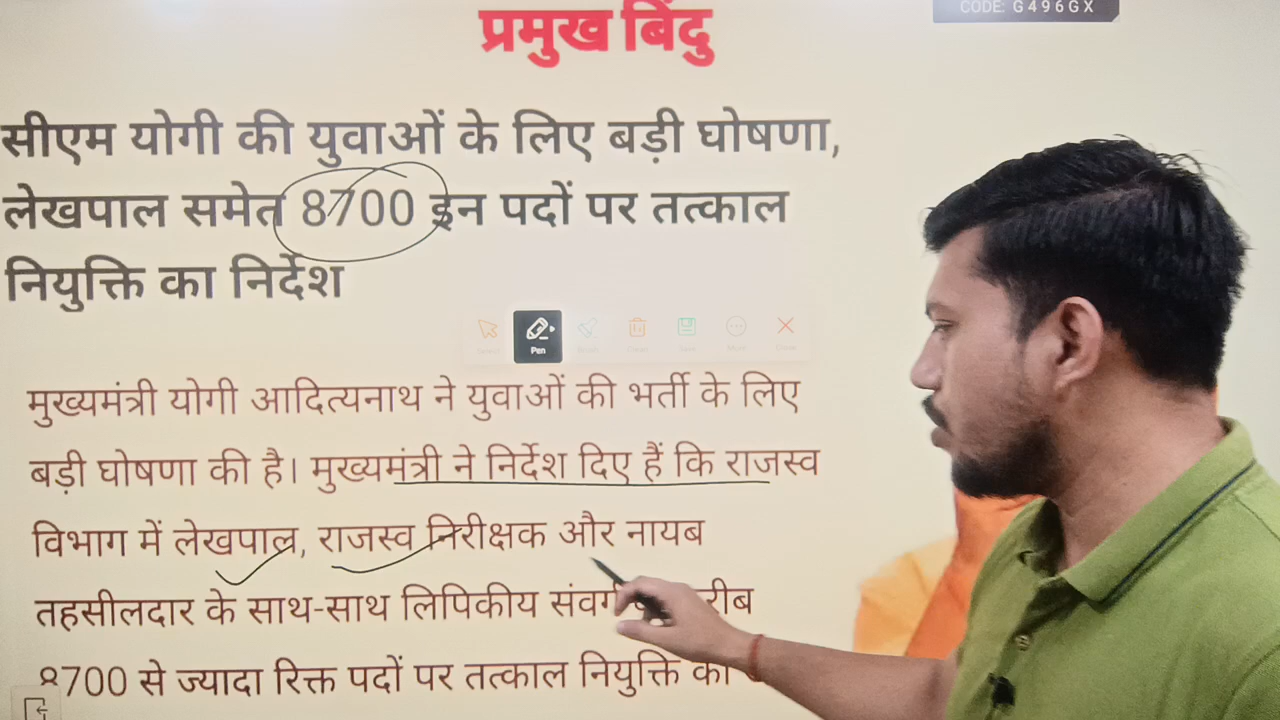 CODE: G496GX
प्रमुख बिंदु
सीएम योगी की युवाओं के लिए बड़ी घोषणा,
लेखपाल समेत 8700 इन पदों पर तत्काल
नियुक्ति का निर्देश
Pen
मुख्यमंत्री योगी आदित्यनाथ ने युवाओं की भर्ती के लिए
बड़ी घोषणा की है। मुख्यमंत्री ने निर्देश दिए हैं कि राजस्व
विभाग में लेखपाल, राजस्व निरीक्षक और नायब
तहसीलदार के साथ-साथ लिपिकीय संवर्ग
8700 से ज्यादा रिक्त पदों पर तत्काल नियुक्ति का